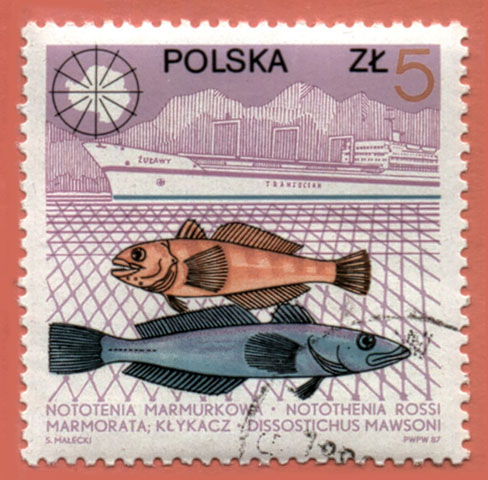 POLSKA ZŁ 5
ŻUŁAWY
TRANSOCEAN
NOTOTENIA MARMURKOWA • NOTOTHENIA ROSSI
MARMORATA; KŁYKACZ • DISSOSTICHUS MAWSONI
S. MAŁECKI PWPW 87